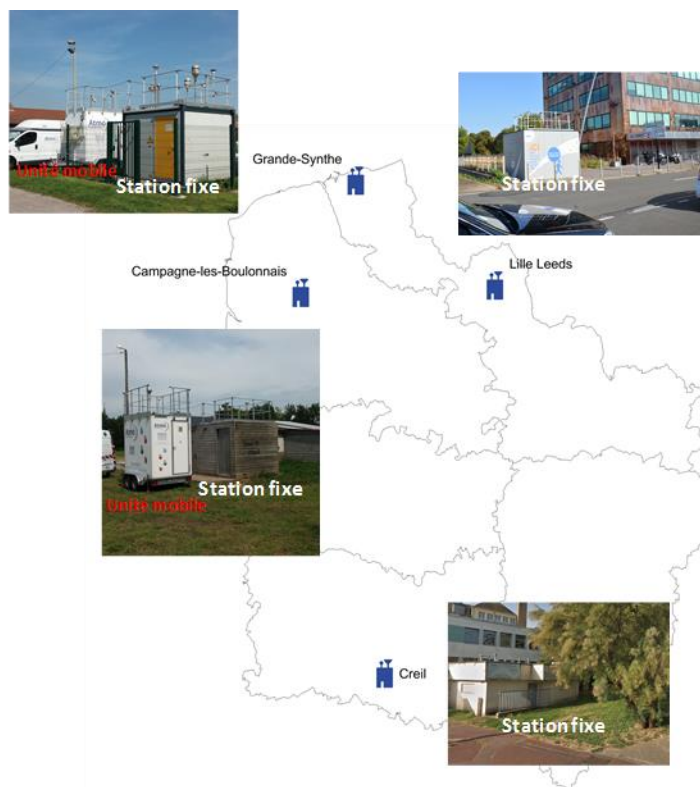 Unité mobile
Station fixe
Station fixe
Grande-Synthe
Campagne-les-Boulonnais
Lille Leeds
Station fixe
Unité mobile
Creil
Station fixe